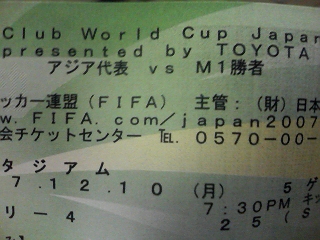 Club World Cup Japan
presented by TOYOTA
アジア代表 vs M1勝者
ッカー連盟(FIFA) 主管:(財)日本
w.FIFA.com/japan2007
会チケットセンター TEL. 0570-00-
タジアム
7.12.10 (月) 5 ゲ
7:30PM キ
リー4 25 (S